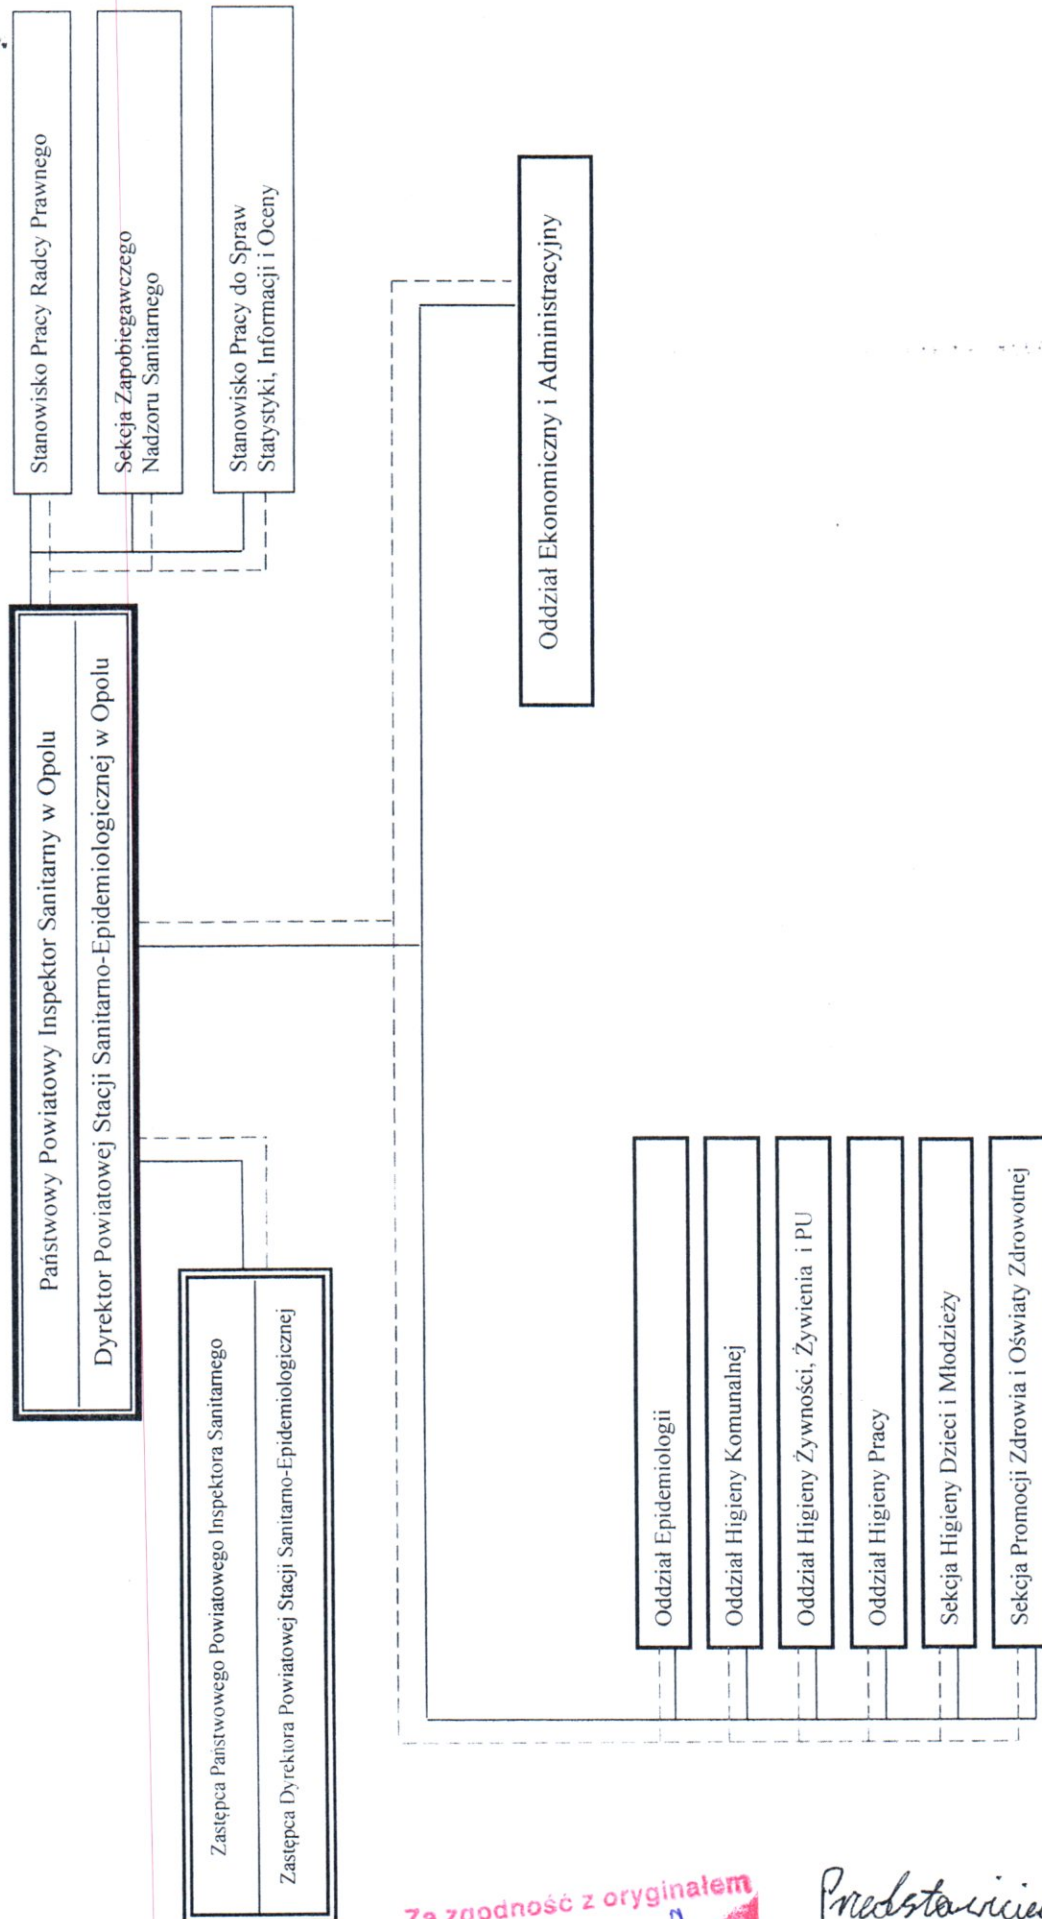 Państwowy Powiatowy Inspektor Sanitarny w Opolu
Dyrektor Powiatowej Stacji Sanitarno-Epidemiologicznej w Opolu
Stanowisko Pracy Radcy Prawnego
Sekcja Zapobiegawczego
Nadzoru Sanitarnego
Stanowisko Pracy do Spraw
Statystyki, Informacji i Oceny
Zastępca Państwowego Powiatowego Inspektora Sanitarnego
Zastępca Dyrektora Powiatowej Stacji Sanitarno-Epidemiologicznej
Oddział Ekonomiczny i Administracyjny
Oddział Epidemiologii
Oddział Higieny Komunalnej
Oddział Higieny Żywności, Żywienia i PU
Oddział Higieny Pracy
Sekcja Higieny Dzieci i Młodzieży
Sekcja Promocji Zdrowia i Oświaty Zdrowotnej
Za zgodność z oryginałem